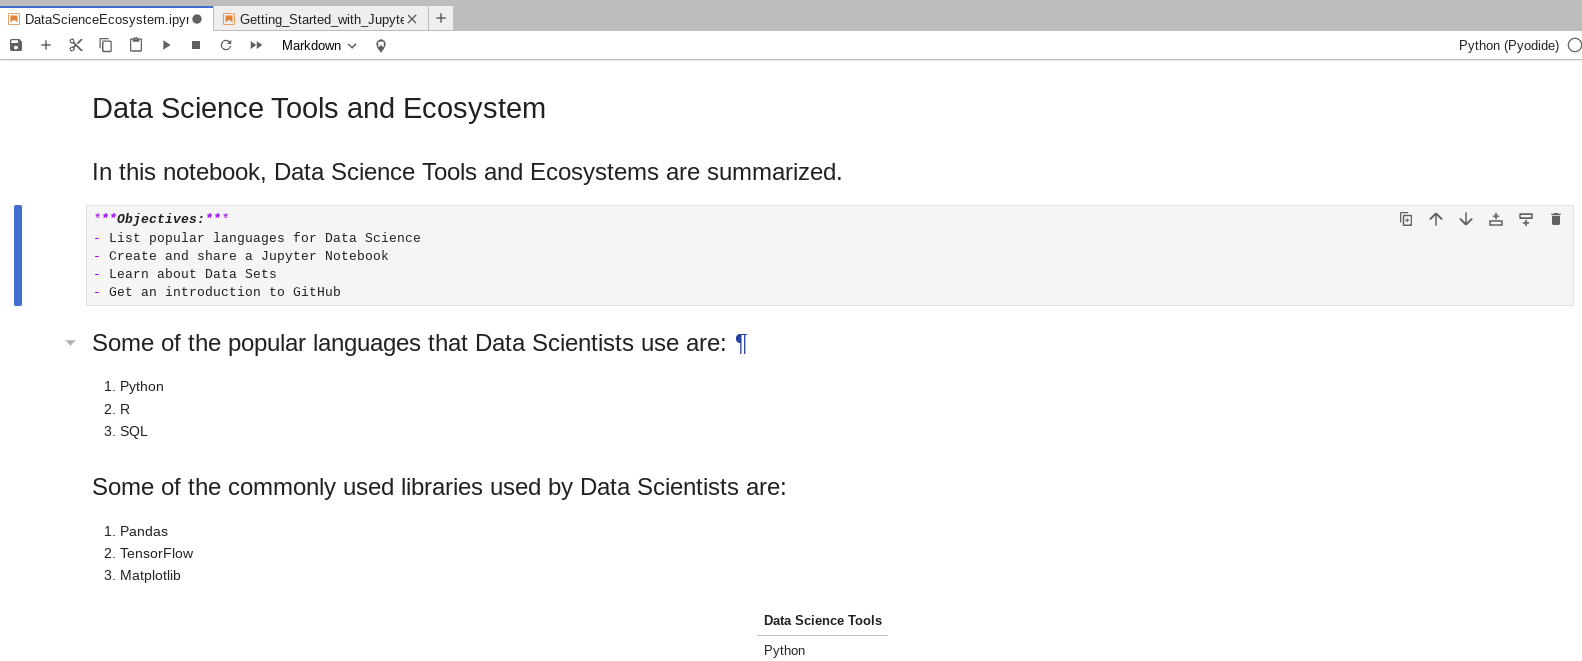 DataScienceEcosystem.ipyn
Getting_Started_with_Jupyte
Markdown
Python (Pyodide)
Data Science Tools and Ecosystem
In this notebook, Data Science Tools and Ecosystems are summarized.
***Objectives:***
- List popular languages for Data Science
- Create and share a Jupyter Notebook
- Learn about Data Sets
- Get an introduction to GitHub
Some of the popular languages that Data Scientists use are: ¶
1. Python
2. R
3. SQL
Some of the commonly used libraries used by Data Scientists are:
1. Pandas
2. TensorFlow
3. Matplotlib
Data Science Tools
Python